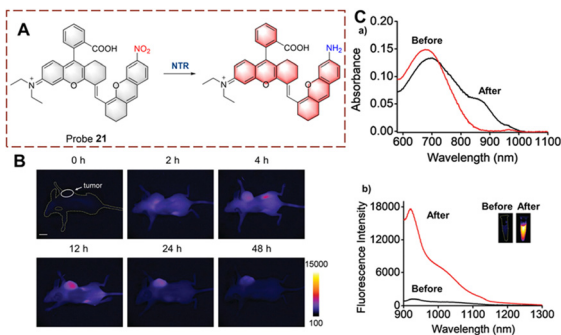 A
COOH
NO₂
O
O
N+
Probe 21
NTR
COOH
NH₂
O
O
N+
B
0 h
2 h
4 h
tumor
12 h
24 h
48 h
15000
100
C
a)
Absorbance
0.20
0.15
0.10
0.05
0.00
Before
After
600 700 800 900 1000
Wavelength (nm)
b)
Fluorescence Intensity
18000
12000
6000
0
After
Before
Before After
900 1000 1100 1200 1300
Wavelength (nm)